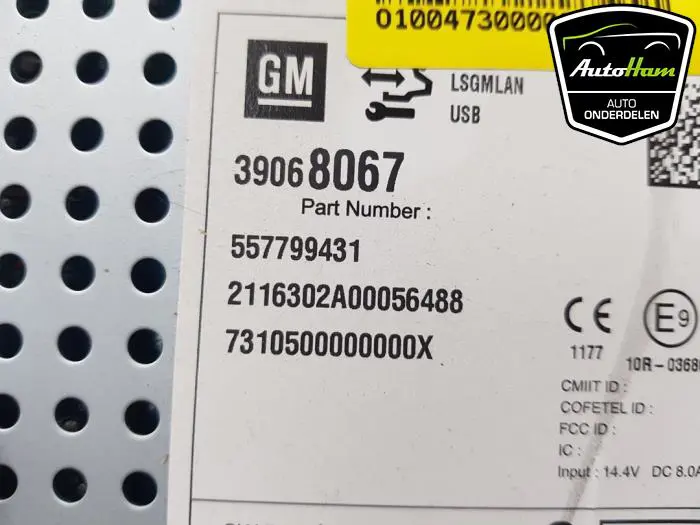 01004730000
AutoHam
AUTO
ONDERDELEN
GM
LSGMLAN
USB
39068067
Part Number :
557799431
2116302A00056488
7310500000000X
CE
E9
1177
10R-0368
CMIIT ID :
COFETEL ID :
FCC ID :
IC :
Input : 14.4V DC 8.0A